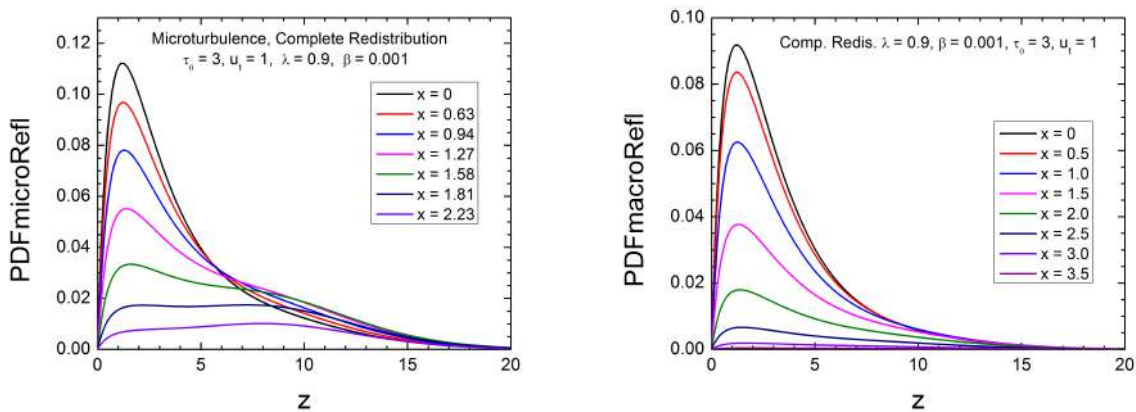 Microturbulence, Complete Redistribution
τ₀ = 3, uₜ = 1, λ = 0.9, β = 0.001
x = 0
x = 0.63
x = 0.94
x = 1.27
x = 1.58
x = 1.81
x = 2.23
PDFmicroRefl
0.12
0.10
0.08
0.06
0.04
0.02
0.00
0
5
10
15
20
z
Comp. Redis. λ = 0.9, β = 0.001, τ₀ = 3, uₜ = 1
x = 0
x = 0.5
x = 1.0
x = 1.5
x = 2.0
x = 2.5
x = 3.0
x = 3.5
PDFmacroRefl
0.10
0.08
0.06
0.04
0.02
0.00
0
5
10
15
20
z